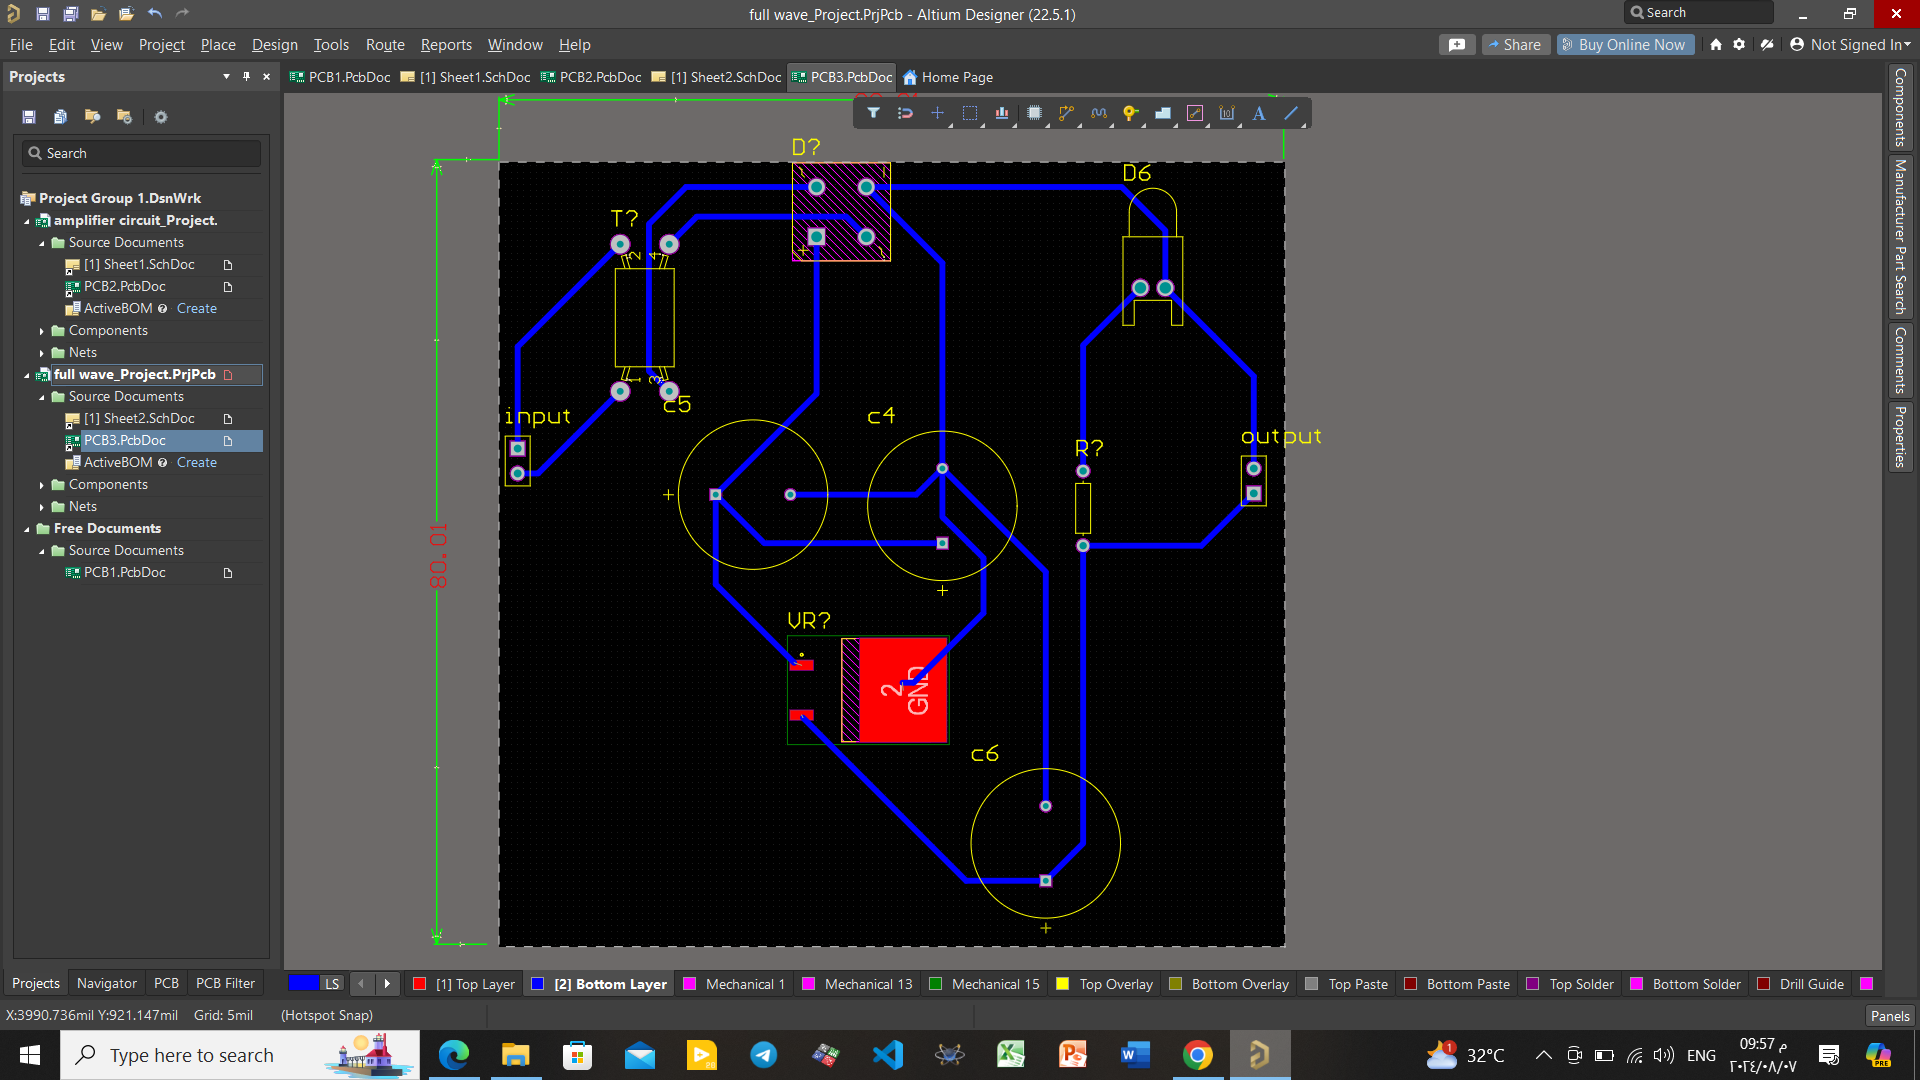 full wave_Project.PrjPcb - Altium Designer (22.5.1)
Search
File Edit View Project Place Design Tools Route Reports Window Help
Share
Buy Online Now
Not Signed In
Projects
PCB1.PcbDoc
[1] Sheet1.SchDoc
PCB2.PcbDoc
[1] Sheet2.SchDoc
PCB3.PcbDoc
Home Page
Search
Project Group 1.DsnWrk
amplifier circuit_Project.
Source Documents
[1] Sheet1.SchDoc
PCB2.PcbDoc
ActiveBOM Create
Components
Nets
full wave_Project.PrjPcb
Source Documents
[1] Sheet2.SchDoc
PCB3.PcbDoc
ActiveBOM Create
Components
Nets
Free Documents
Source Documents
PCB1.PcbDoc
80.01
D?
D6
T?
2 4
1 3
input
c5
c4
R?
output
VR?
2
GND
c6
Components
Manufacturer Part Search
Comments
Properties
Projects Navigator PCB PCB Filter
LS
[1] Top Layer
[2] Bottom Layer
Mechanical 1
Mechanical 13
Mechanical 15
Top Overlay
Bottom Overlay
Top Paste
Bottom Paste
Top Solder
Bottom Solder
Drill Guide
X:3990.736mil Y:921.147mil Grid: 5mil (Hotspot Snap)
Panels
Type here to search
1
32°C
ENG
09:57 م
٢٠٢٤/٠٨/٠٧
PRE